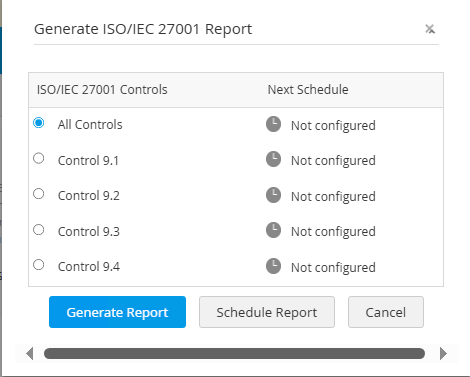 Generate ISO/IEC 27001 Report
ISO/IEC 27001 Controls Next Schedule
All Controls Not configured
Control 9.1 Not configured
Control 9.2 Not configured
Control 9.3 Not configured
Control 9.4 Not configured
Generate Report Schedule Report Cancel